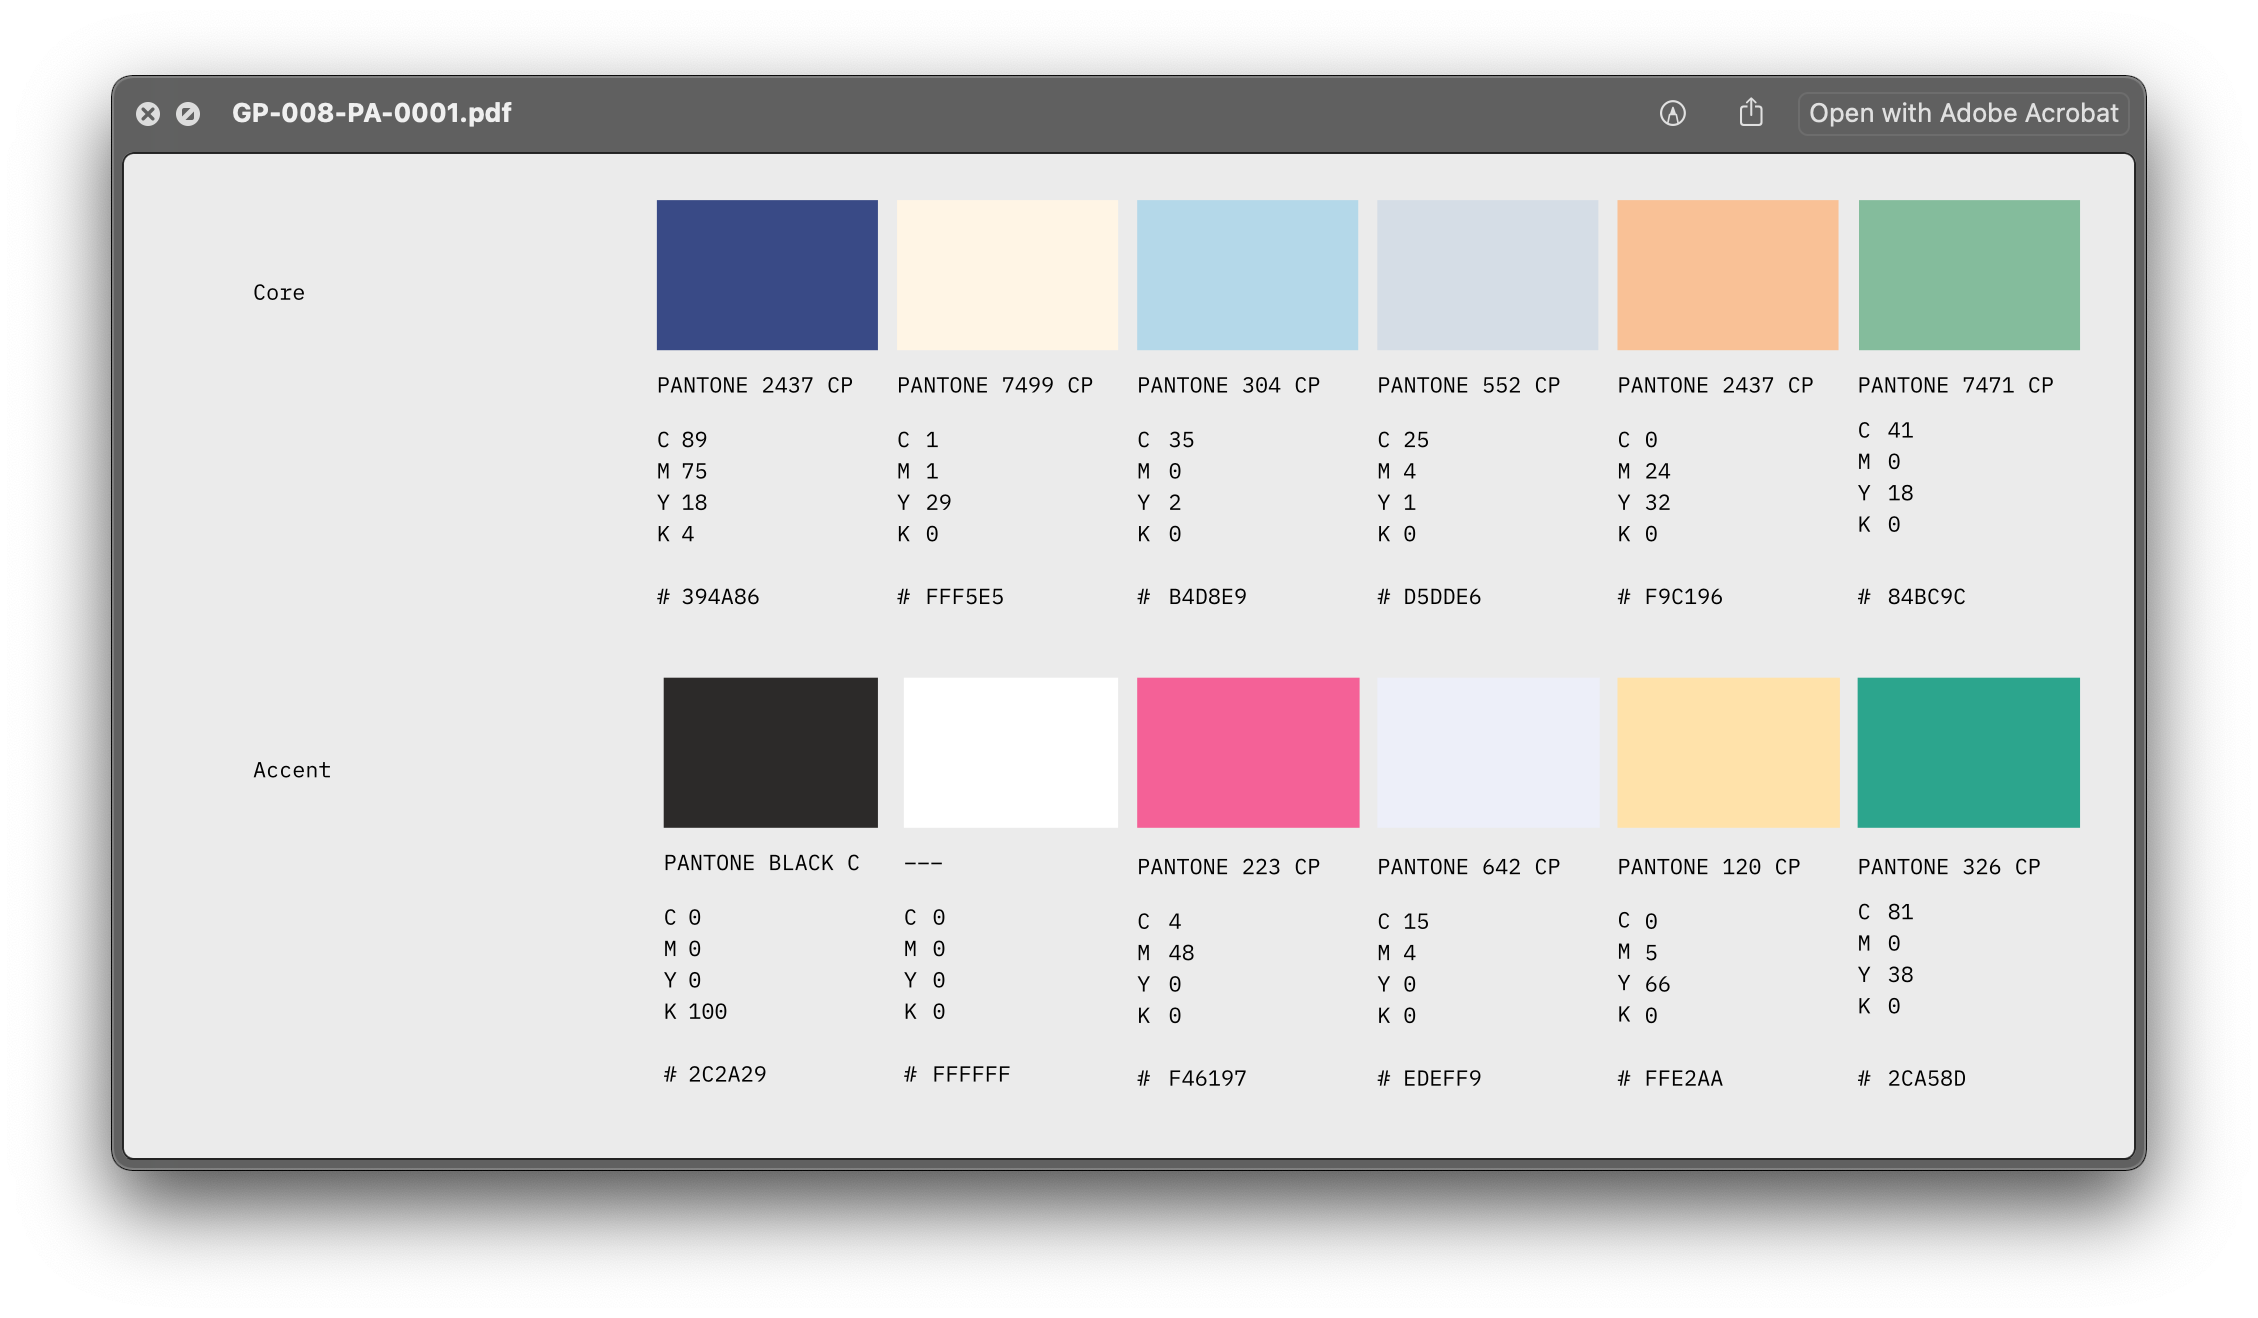 GP-008-PA-0001.pdf
Open with Adobe Acrobat
Core
PANTONE 2437 CP
C 89
M 75
Y 18
K 4
# 394A86
PANTONE 7499 CP
C 1
M 1
Y 29
K 0
# FFF5E5
PANTONE 304 CP
C 35
M 0
Y 2
K 0
# B4D8E9
PANTONE 552 CP
C 25
M 4
Y 1
K 0
# D5DDE6
PANTONE 2437 CP
C 0
M 24
Y 32
K 0
# F9C196
PANTONE 7471 CP
C 41
M 0
Y 18
K 0
# 84BC9C
Accent
PANTONE BLACK C
C 0
M 0
Y 0
K 100
# 2C2A29
---
C 0
M 0
Y 0
K 0
# FFFFFF
PANTONE 223 CP
C 4
M 48
Y 0
K 0
# F46197
PANTONE 642 CP
C 15
M 4
Y 0
K 0
# EDEFF9
PANTONE 120 CP
C 0
M 5
Y 66
K 0
# FFE2AA
PANTONE 326 CP
C 81
M 0
Y 38
K 0
# 2CA58D